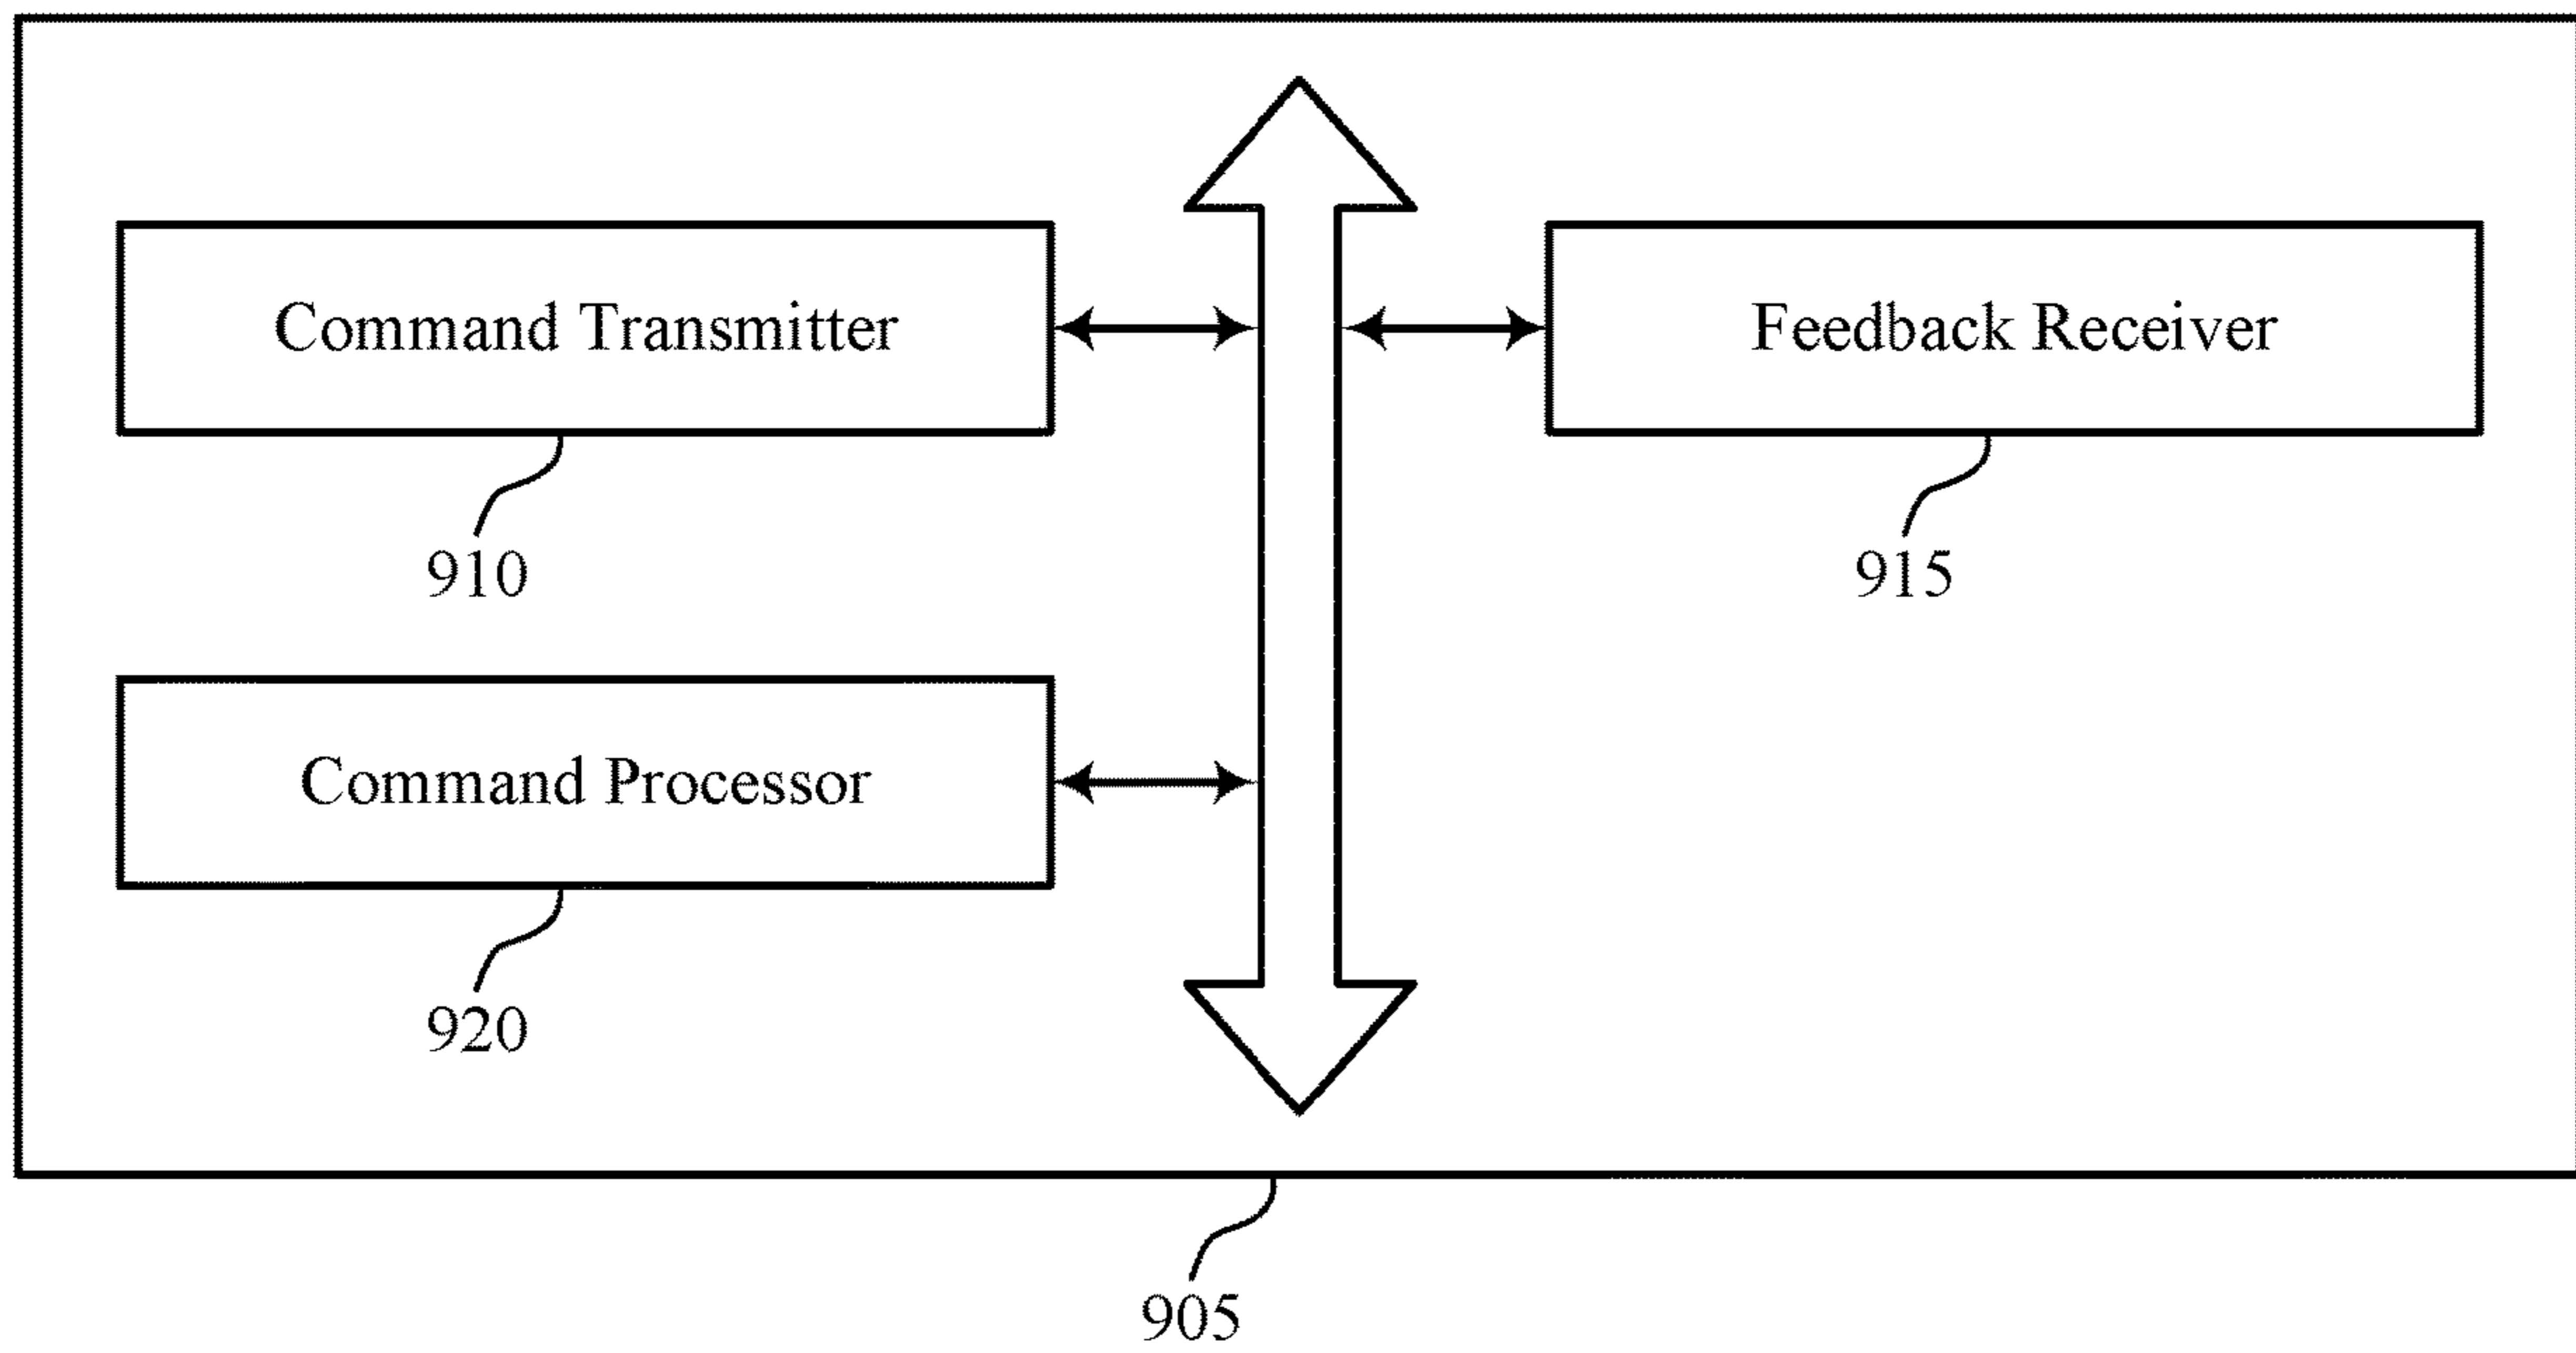 Command Transmitter
Feedback Receiver
910
915
Command Processor
920
905